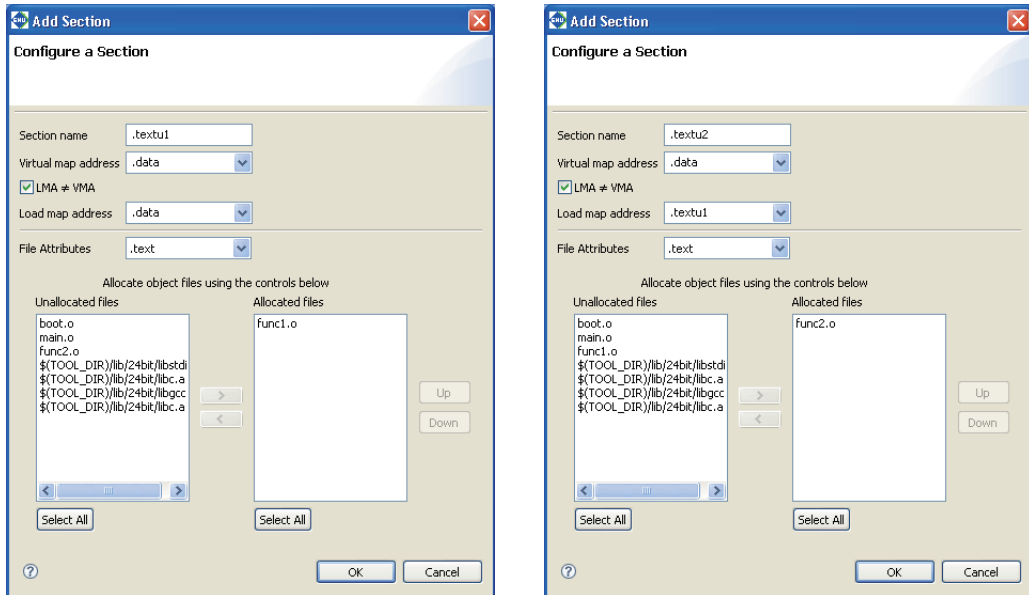 Add Section
Configure a Section
Section name .textu1
Virtual map address .data
LMA ≠ VMA
Load map address .data
File Attributes .text
Allocate object files using the controls below
Unallocated files Allocated files
boot.o func1.o
main.o
func2.o
$(TOOL_DIR)/lib/24bit/libstdi
$(TOOL_DIR)/lib/24bit/libc.a
$(TOOL_DIR)/lib/24bit/libgcc
$(TOOL_DIR)/lib/24bit/libc.a
>
<
Up
Down
Select All Select All
OK Cancel
Add Section
Configure a Section
Section name .textu2
Virtual map address .data
LMA ≠ VMA
Load map address .textu1
File Attributes .text
Allocate object files using the controls below
Unallocated files Allocated files
boot.o func2.o
main.o
func1.o
$(TOOL_DIR)/lib/24bit/libstdi
$(TOOL_DIR)/lib/24bit/libc.a
$(TOOL_DIR)/lib/24bit/libgcc
$(TOOL_DIR)/lib/24bit/libc.a
>
<
Up
Down
Select All Select All
OK Cancel